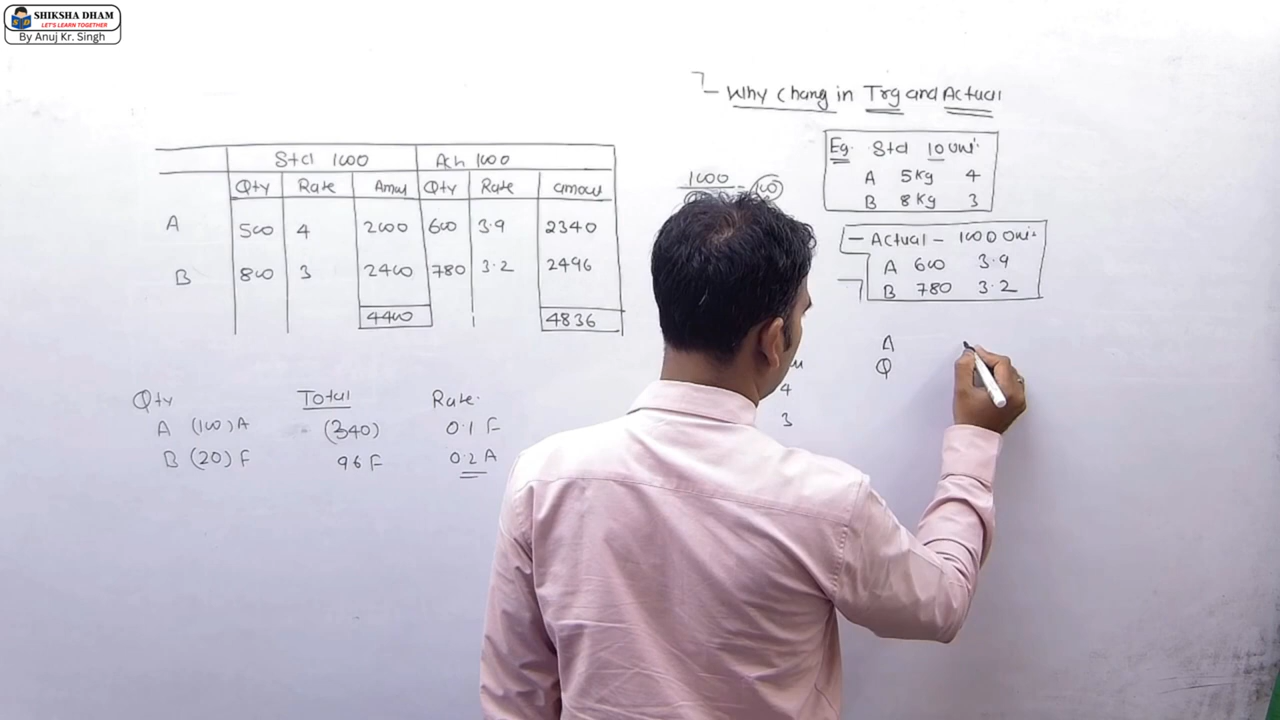 SHIKSHA DHAM
LET'S LEARN TOGETHER
By Anuj Kr. Singh
Why Chang in Trg and Actual
Std 1000 Ach 1000
Qty Rate Amou Qty Rate amou
A 500 4 2000 600 3.9 2340
B 800 3 2400 780 3.2 2496
4400 4836
Qty Total Rate
A (100) A (340) 0.1 F
B (20) F 96 F 0.2 A
1000
= 100
Eg. Std 10 Uni
A 5 Kg 4
B 8 Kg 3
- Actual - 1000 Uni
A 600 3.9
B 780 3.2
4
3
A
Q